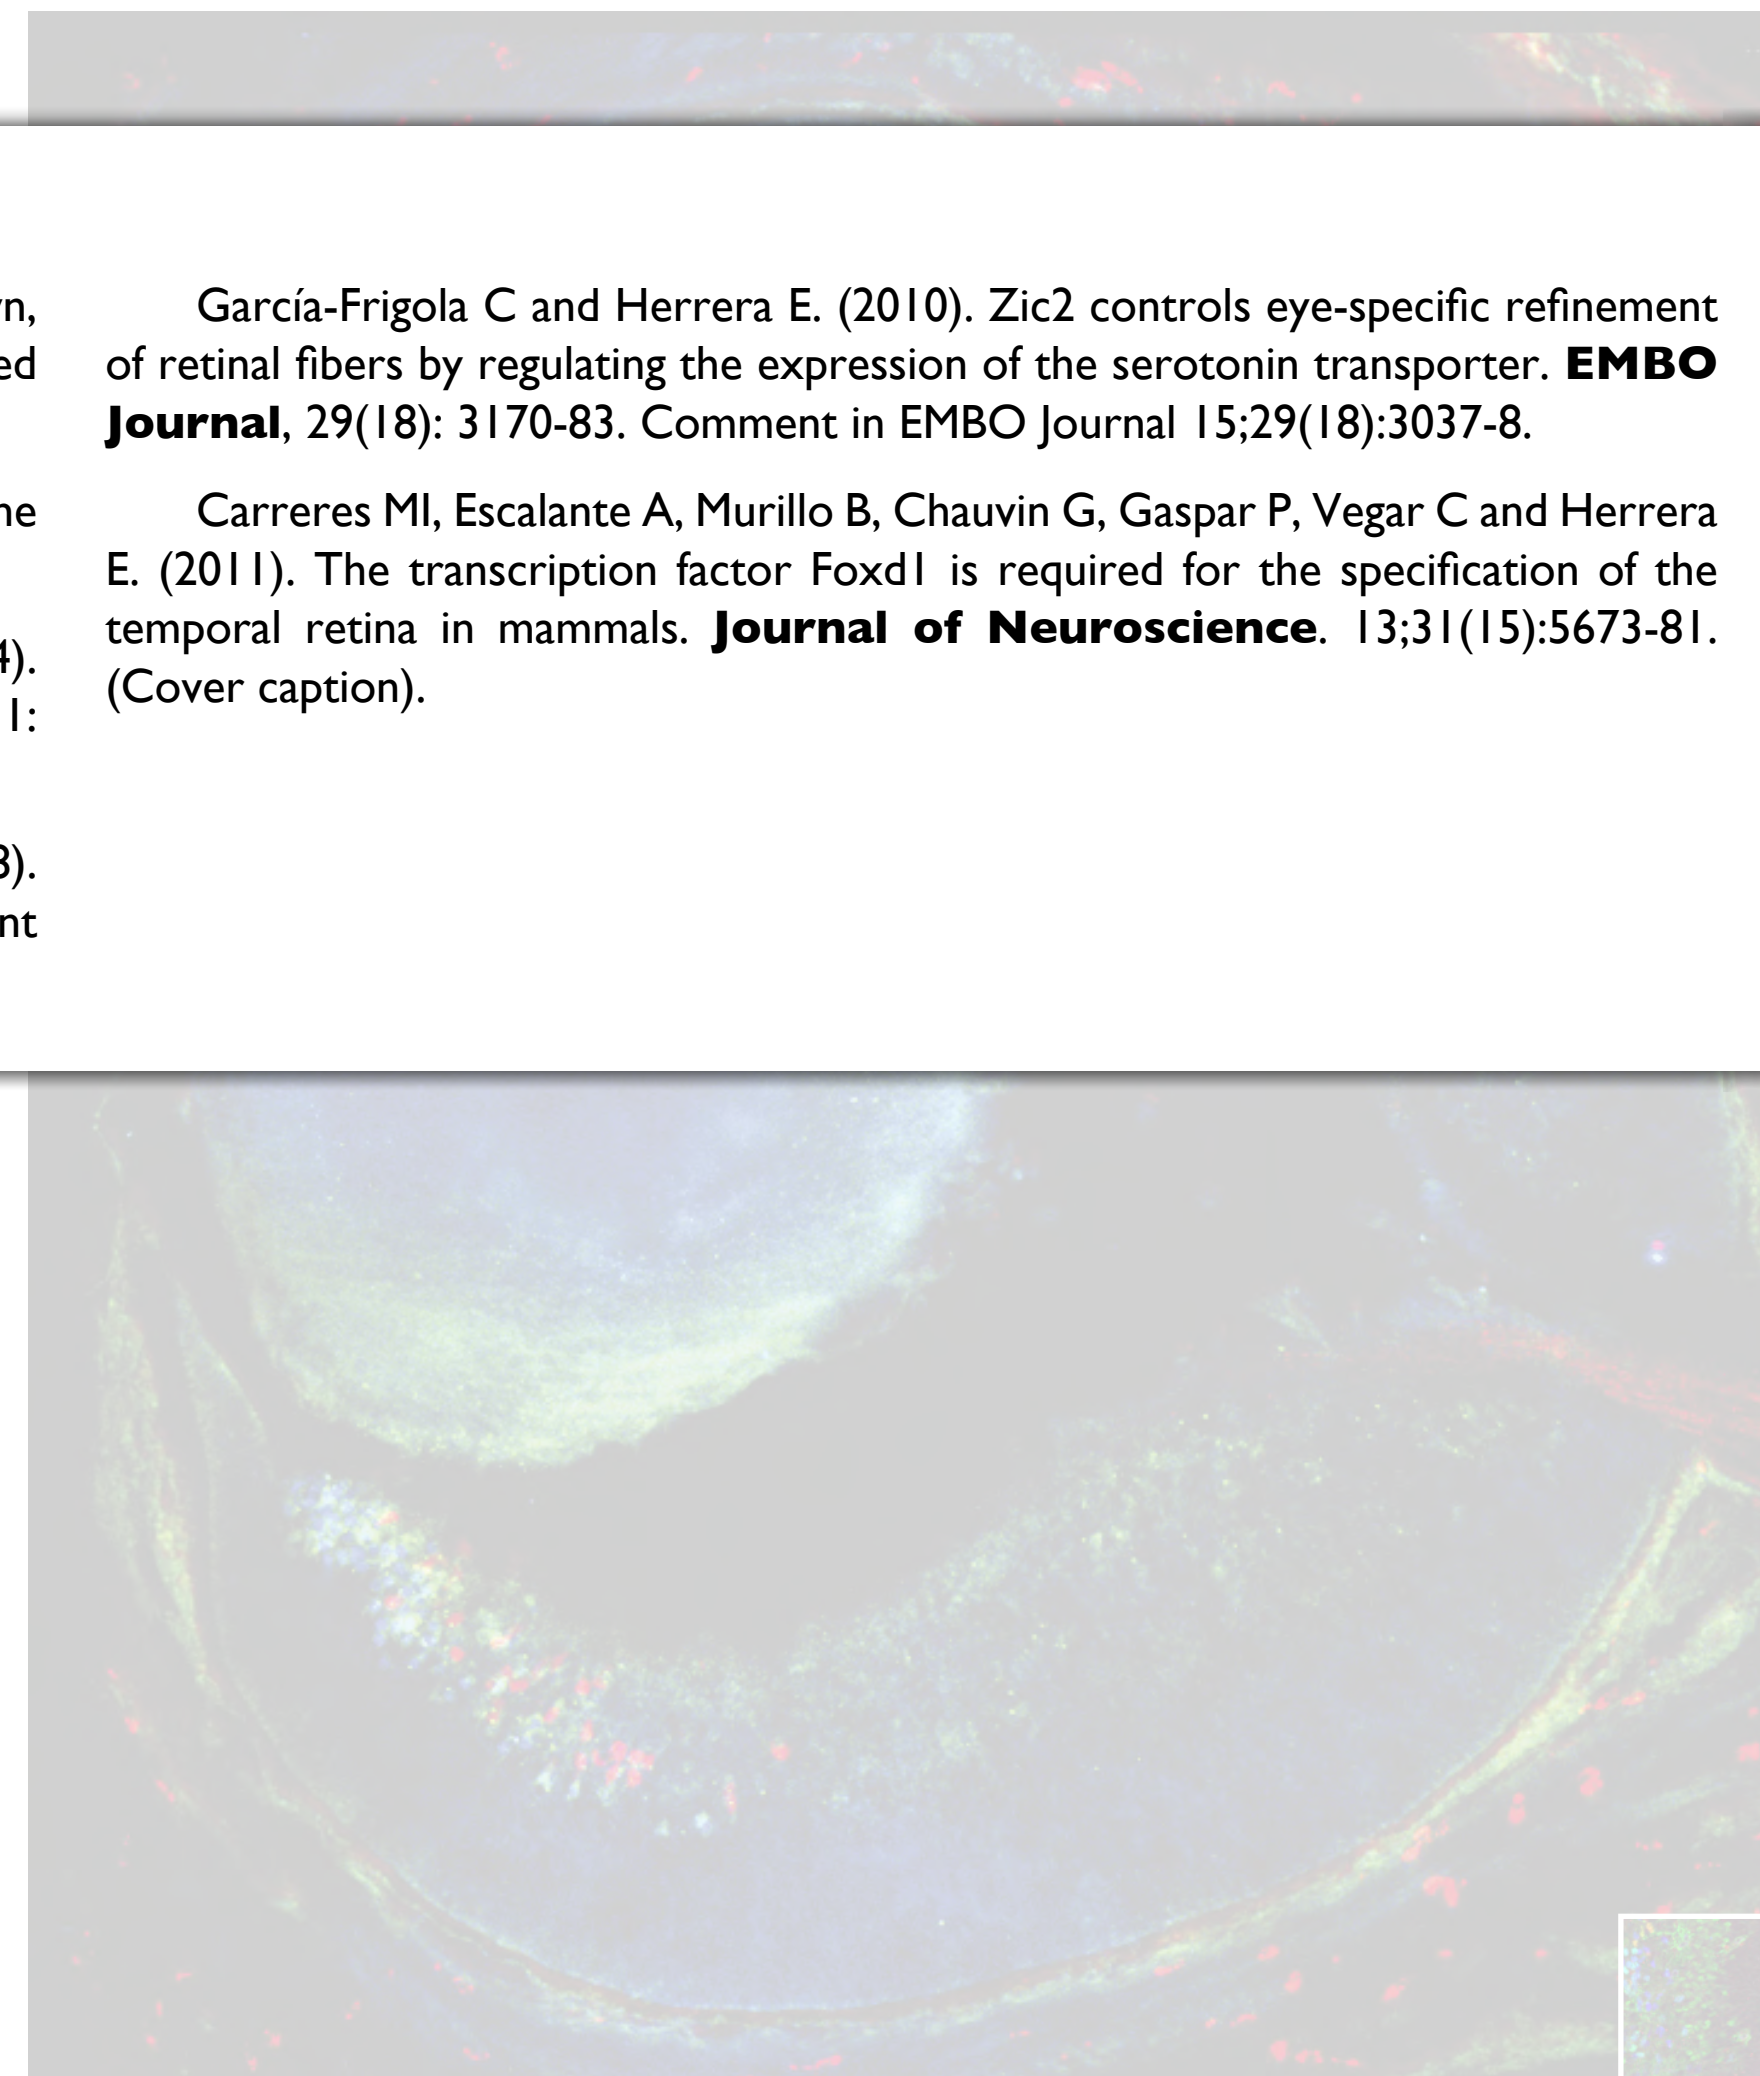 García-Frigola C and Herrera E. (2010). Zic2 controls eye-specific refinement
of retinal fibers by regulating the expression of the serotonin transporter. EMBO
Journal, 29(18): 3170-83. Comment in EMBO Journal 15;29(18):3037-8.
Carreres MI, Escalante A, Murillo B, Chauvin G, Gaspar P, Vegar C and Herrera
E. (2011). The transcription factor Foxd1 is required for the specification of the
temporal retina in mammals. Journal of Neuroscience. 13;31(15):5673-81.
(Cover caption).